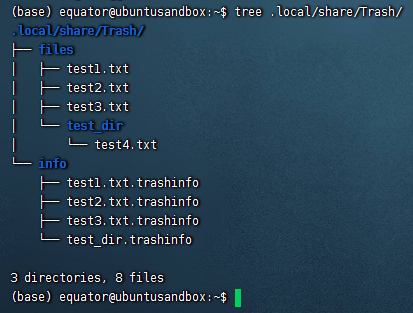 (base) equator@ubuntusandbox:~$ tree .local/share/Trash/
.local/share/Trash/
├── files
│   ├── test1.txt
│   ├── test2.txt
│   ├── test3.txt
│   └── test_dir
│       └── test4.txt
└── info
    ├── test1.txt.trashinfo
    ├── test2.txt.trashinfo
    ├── test3.txt.trashinfo
    └── test_dir.trashinfo

3 directories, 8 files
(base) equator@ubuntusandbox:~$